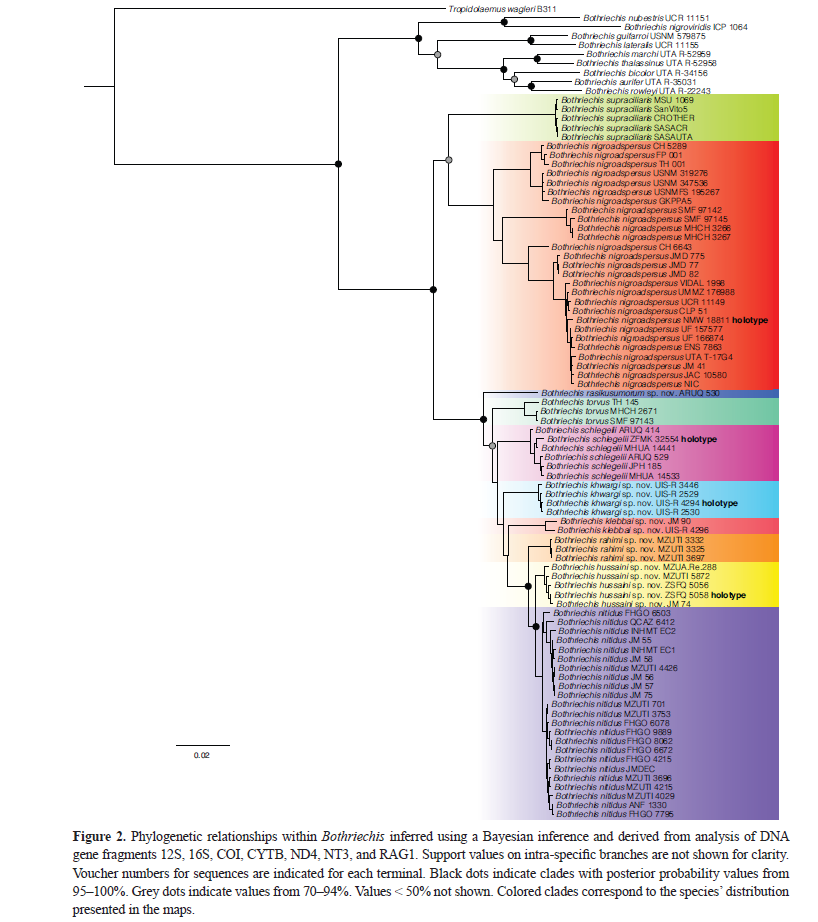 Tropidolaemus wagleri B311
Bothriechis nubestris UCR 11151
Bothriechis nigroviridis ICP 1064
Bothriechis guifarroi USNM 579875
Bothriechis lateralis UCR 11155
Bothriechis marchi UTA R-52959
Bothriechis thalassinus UTA R-52958
Bothriechis bicolor UTA R-34156
Bothriechis aurifer UTA R-35031
Bothriechis rowleyi UTA R-22243
Bothriechis supraciliaris MSU 1069
Bothriechis supraciliaris SanVito5
Bothriechis supraciliaris CROTHER
Bothriechis supraciliaris SASACR
Bothriechis supraciliaris SASAUTA
Bothriechis nigroadspersus CH 5289
Bothriechis nigroadspersus FP 001
Bothriechis nigroadspersus TH 001
Bothriechis nigroadspersus USNM 319276
Bothriechis nigroadspersus USNM 347536
Bothriechis nigroadspersus USNMFS 195267
Bothriechis nigroadspersus GKPPA5
Bothriechis nigroadspersus SMF 97142
Bothriechis nigroadspersus SMF 97145
Bothriechis nigroadspersus MHCH 3266
Bothriechis nigroadspersus MHCH 3267
Bothriechis nigroadspersus CH 6643
Bothriechis nigroadspersus JMD 775
Bothriechis nigroadspersus JMD 77
Bothriechis nigroadspersus JMD 82
Bothriechis nigroadspersus VIDAL 1998
Bothriechis nigroadspersus UMMZ 176988
Bothriechis nigroadspersus UCR 11149
Bothriechis nigroadspersus CLP 51
Bothriechis nigroadspersus NMW 18811 holotype
Bothriechis nigroadspersus UF 157577
Bothriechis nigroadspersus UF 166874
Bothriechis nigroadspersus ENS 7863
Bothriechis nigroadspersus UTA T-17G4
Bothriechis nigroadspersus JM 41
Bothriechis nigroadspersus JAC 10580
Bothriechis nigroadspersus NIC
Bothriechis rasikusumorum sp. nov. ARUQ 530
Bothriechis torvus TH 145
Bothriechis torvus MHCH 2671
Bothriechis torvus SMF 97143
Bothriechis schlegelii ARUQ 414
Bothriechis schlegelii ZFMK 32554 holotype
Bothriechis schlegelii MHUA 14441
Bothriechis schlegelii ARUQ 529
Bothriechis schlegelii JPH 185
Bothriechis schlegelii MHUA 14533
Bothriechis khwargi sp. nov. UIS-R 3446
Bothriechis khwargi sp. nov. UIS-R 2529
Bothriechis khwargi sp. nov. UIS-R 4294 holotype
Bothriechis khwargi sp. nov. UIS-R 2530
Bothriechis klebbai sp. nov. JM 90
Bothriechis klebbai sp. nov. UIS-R 4296
Bothriechis rahimi sp. nov. MZUTI 3332
Bothriechis rahimi sp. nov. MZUTI 3325
Bothriechis rahimi sp. nov. MZUTI 3697
Bothriechis hussaini sp. nov. MZUA.Re.288
Bothriechis hussaini sp. nov. MZUTI 5872
Bothriechis hussaini sp. nov. ZSFQ 5056
Bothriechis hussaini sp. nov. ZSFQ 5058 holotype
Bothriechis hussaini sp. nov. JM 74
Bothriechis nitidus FHGO 6503
Bothriechis nitidus QCAZ 6412
Bothriechis nitidus INHMT EC2
Bothriechis nitidus JM 55
Bothriechis nitidus INHMT EC1
Bothriechis nitidus JM 58
Bothriechis nitidus MZUTI 4426
Bothriechis nitidus JM 56
Bothriechis nitidus JM 57
Bothriechis nitidus JM 75
Bothriechis nitidus MZUTI 701
Bothriechis nitidus MZUTI 3753
Bothriechis nitidus FHGO 6078
Bothriechis nitidus FHGO 9889
Bothriechis nitidus FHGO 8062
Bothriechis nitidus FHGO 6672
Bothriechis nitidus FHGO 4215
Bothriechis nitidus JMDEC
Bothriechis nitidus MZUTI 3696
Bothriechis nitidus MZUTI 4215
Bothriechis nitidus MZUTI 4029
Bothriechis nitidus ANF 1330
Bothriechis nitidus FHGO 7795
0.02
Figure 2. Phylogenetic relationships within Bothriechis inferred using a Bayesian inference and derived from analysis of DNA
gene fragments 12S, 16S, COI, CYTB, ND4, NT3, and RAG1. Support values on intra-specific branches are not shown for clarity.
Voucher numbers for sequences are indicated for each terminal. Black dots indicate clades with posterior probability values from
95–100%. Grey dots indicate values from 70–94%. Values < 50% not shown. Colored clades correspond to the species’ distribution
presented in the maps.